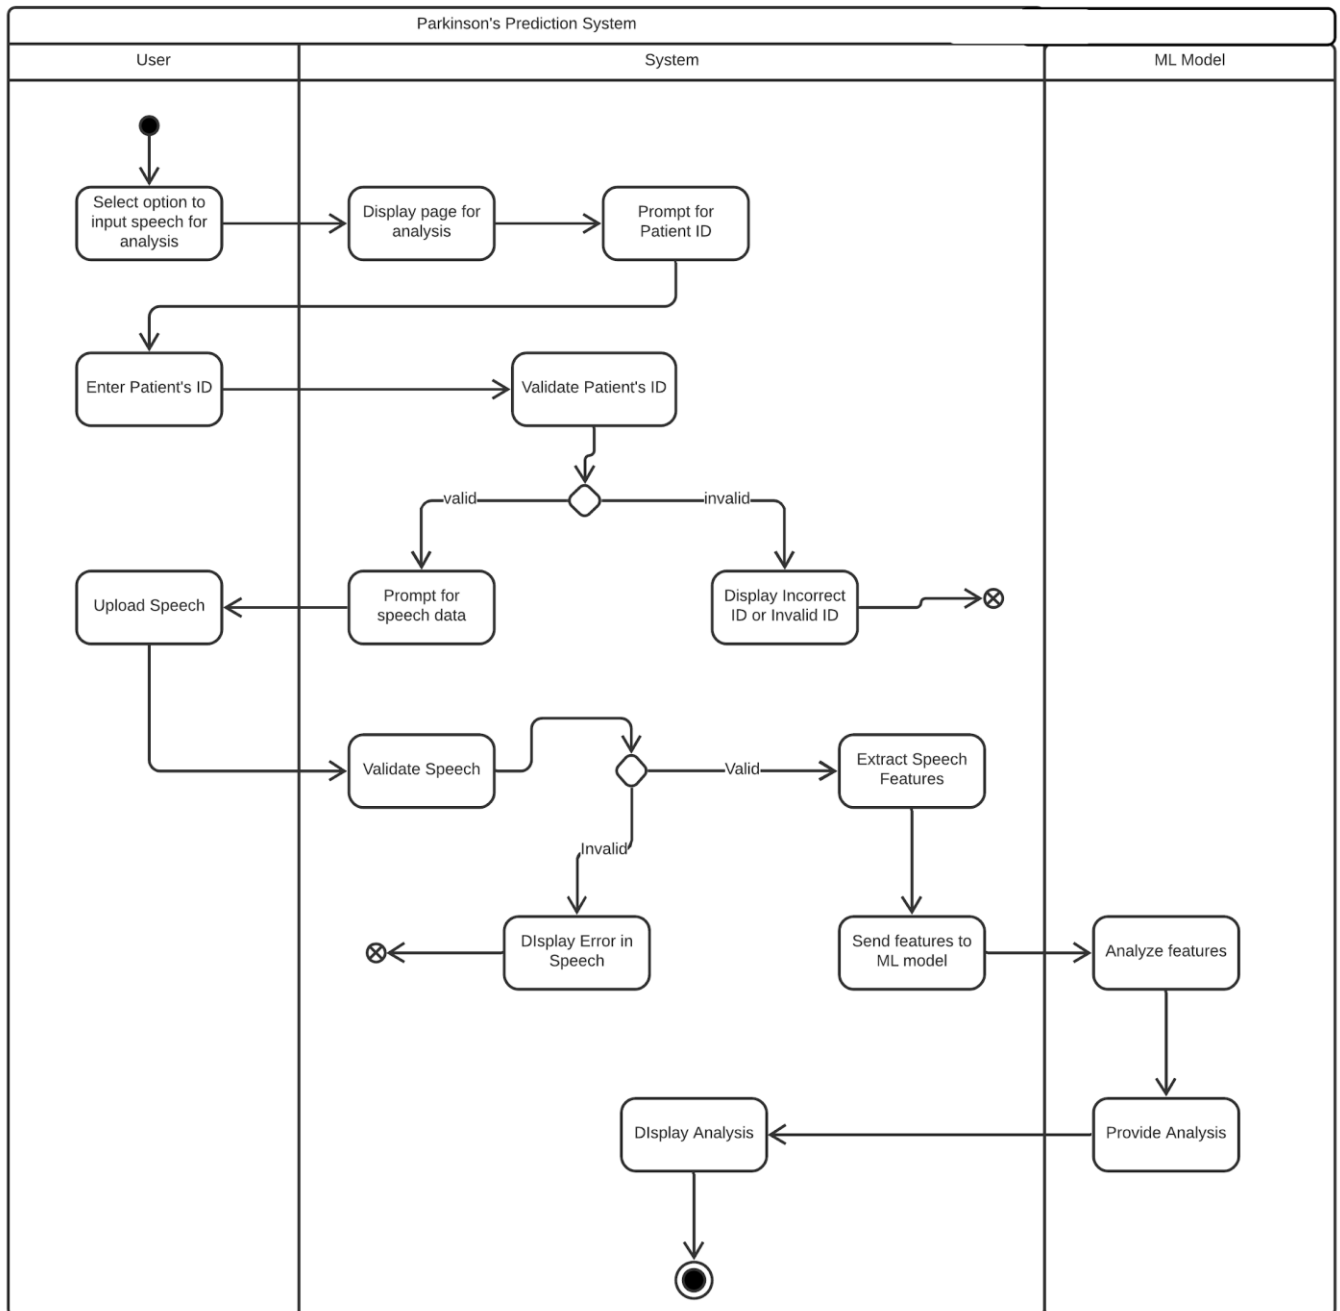 Parkinson's Prediction System
User
System
ML Model
Select option to
input speech for
analysis
Display page for
analysis
Prompt for
Patient ID
Enter Patient's ID
Validate Patient's ID
valid
invalid
Upload Speech
Prompt for
speech data
Display Incorrect
ID or Invalid ID
Validate Speech
Valid
Extract Speech
Features
Invalid
DIsplay Error in
Speech
Send features to
ML model
Analyze features
DIsplay Analysis
Provide Analysis